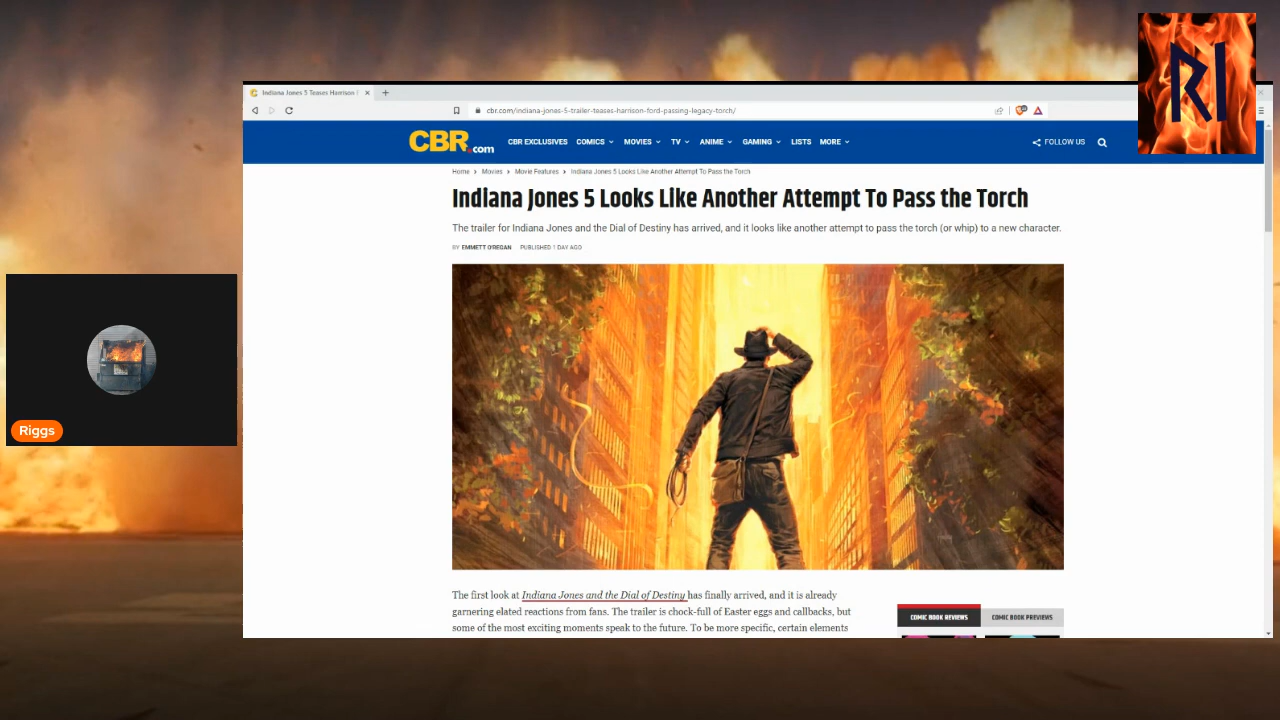 RI
Indiana Jones 5 Teases Harrison
cbr.com/indiana-jones-5-trailer-teases-harrison-ford-passing-legacy-torch/
CBR.com
CBR EXCLUSIVES COMICS MOVIES TV ANIME GAMING LISTS MORE FOLLOW US
Home > Movies > Movie Features > Indiana Jones 5 Looks Like Another Attempt To Pass the Torch
Indiana Jones 5 Looks Like Another Attempt To Pass the Torch
The trailer for Indiana Jones and the Dial of Destiny has arrived, and it looks like another attempt to pass the torch (or whip) to a new character.
BY EMMETT O'REGAN PUBLISHED 1 DAY AGO
Riggs
The first look at Indiana Jones and the Dial of Destiny has finally arrived, and it is already
garnering elated reactions from fans. The trailer is chock-full of Easter eggs and callbacks, but
some of the most exciting moments speak to the future. To be more specific, certain elements
COMIC BOOK REVIEWS COMIC BOOK PREVIEWS